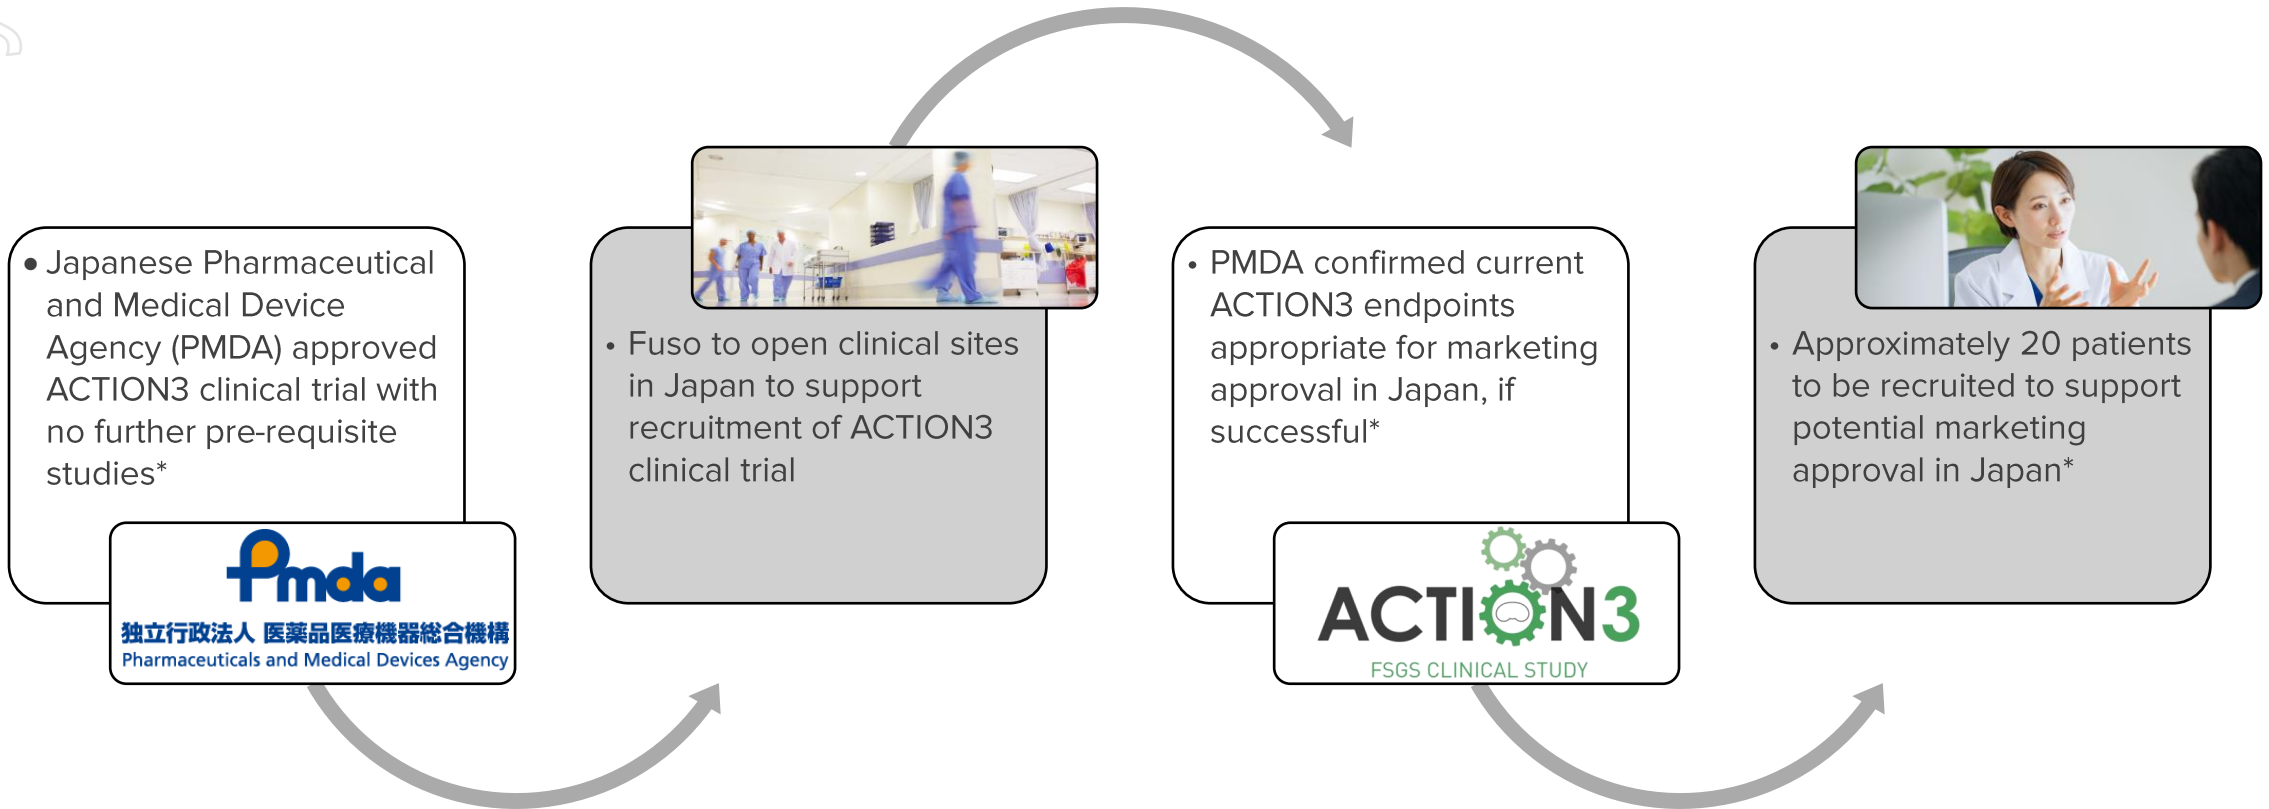 • Japanese Pharmaceutical
and Medical Device
Agency (PMDA) approved
ACTION3 clinical trial with
no further pre-requisite
studies*
Pmda
独立行政法人 医薬品医療機器総合機構
Pharmaceuticals and Medical Devices Agency
• Fuso to open clinical sites
in Japan to support
recruitment of ACTION3
clinical trial
• PMDA confirmed current
ACTION3 endpoints
appropriate for marketing
approval in Japan, if
successful*
ACTION3
FSGS CLINICAL STUDY
• Approximately 20 patients
to be recruited to support
potential marketing
approval in Japan*